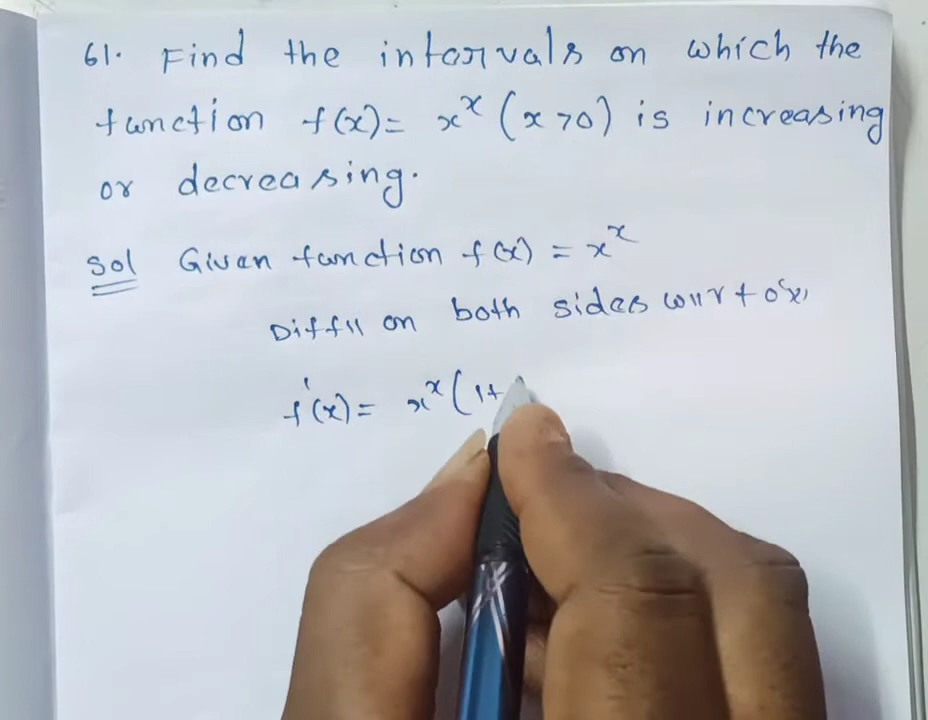 61. Find the intervals on which the
function f(x)= x^x (x>0) is increasing
or decreasing.
Sol Given function f(x) = x^x
Diff on both sides w r to 'x'
f'(x)= x^x (1+